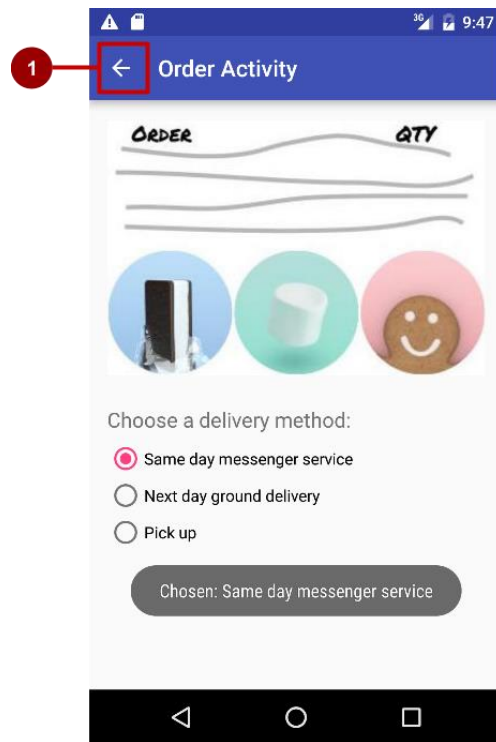 3G 9:47
1
Order Activity
ORDER QTY
Choose a delivery method:
Same day messenger service
Next day ground delivery
Pick up
Chosen: Same day messenger service